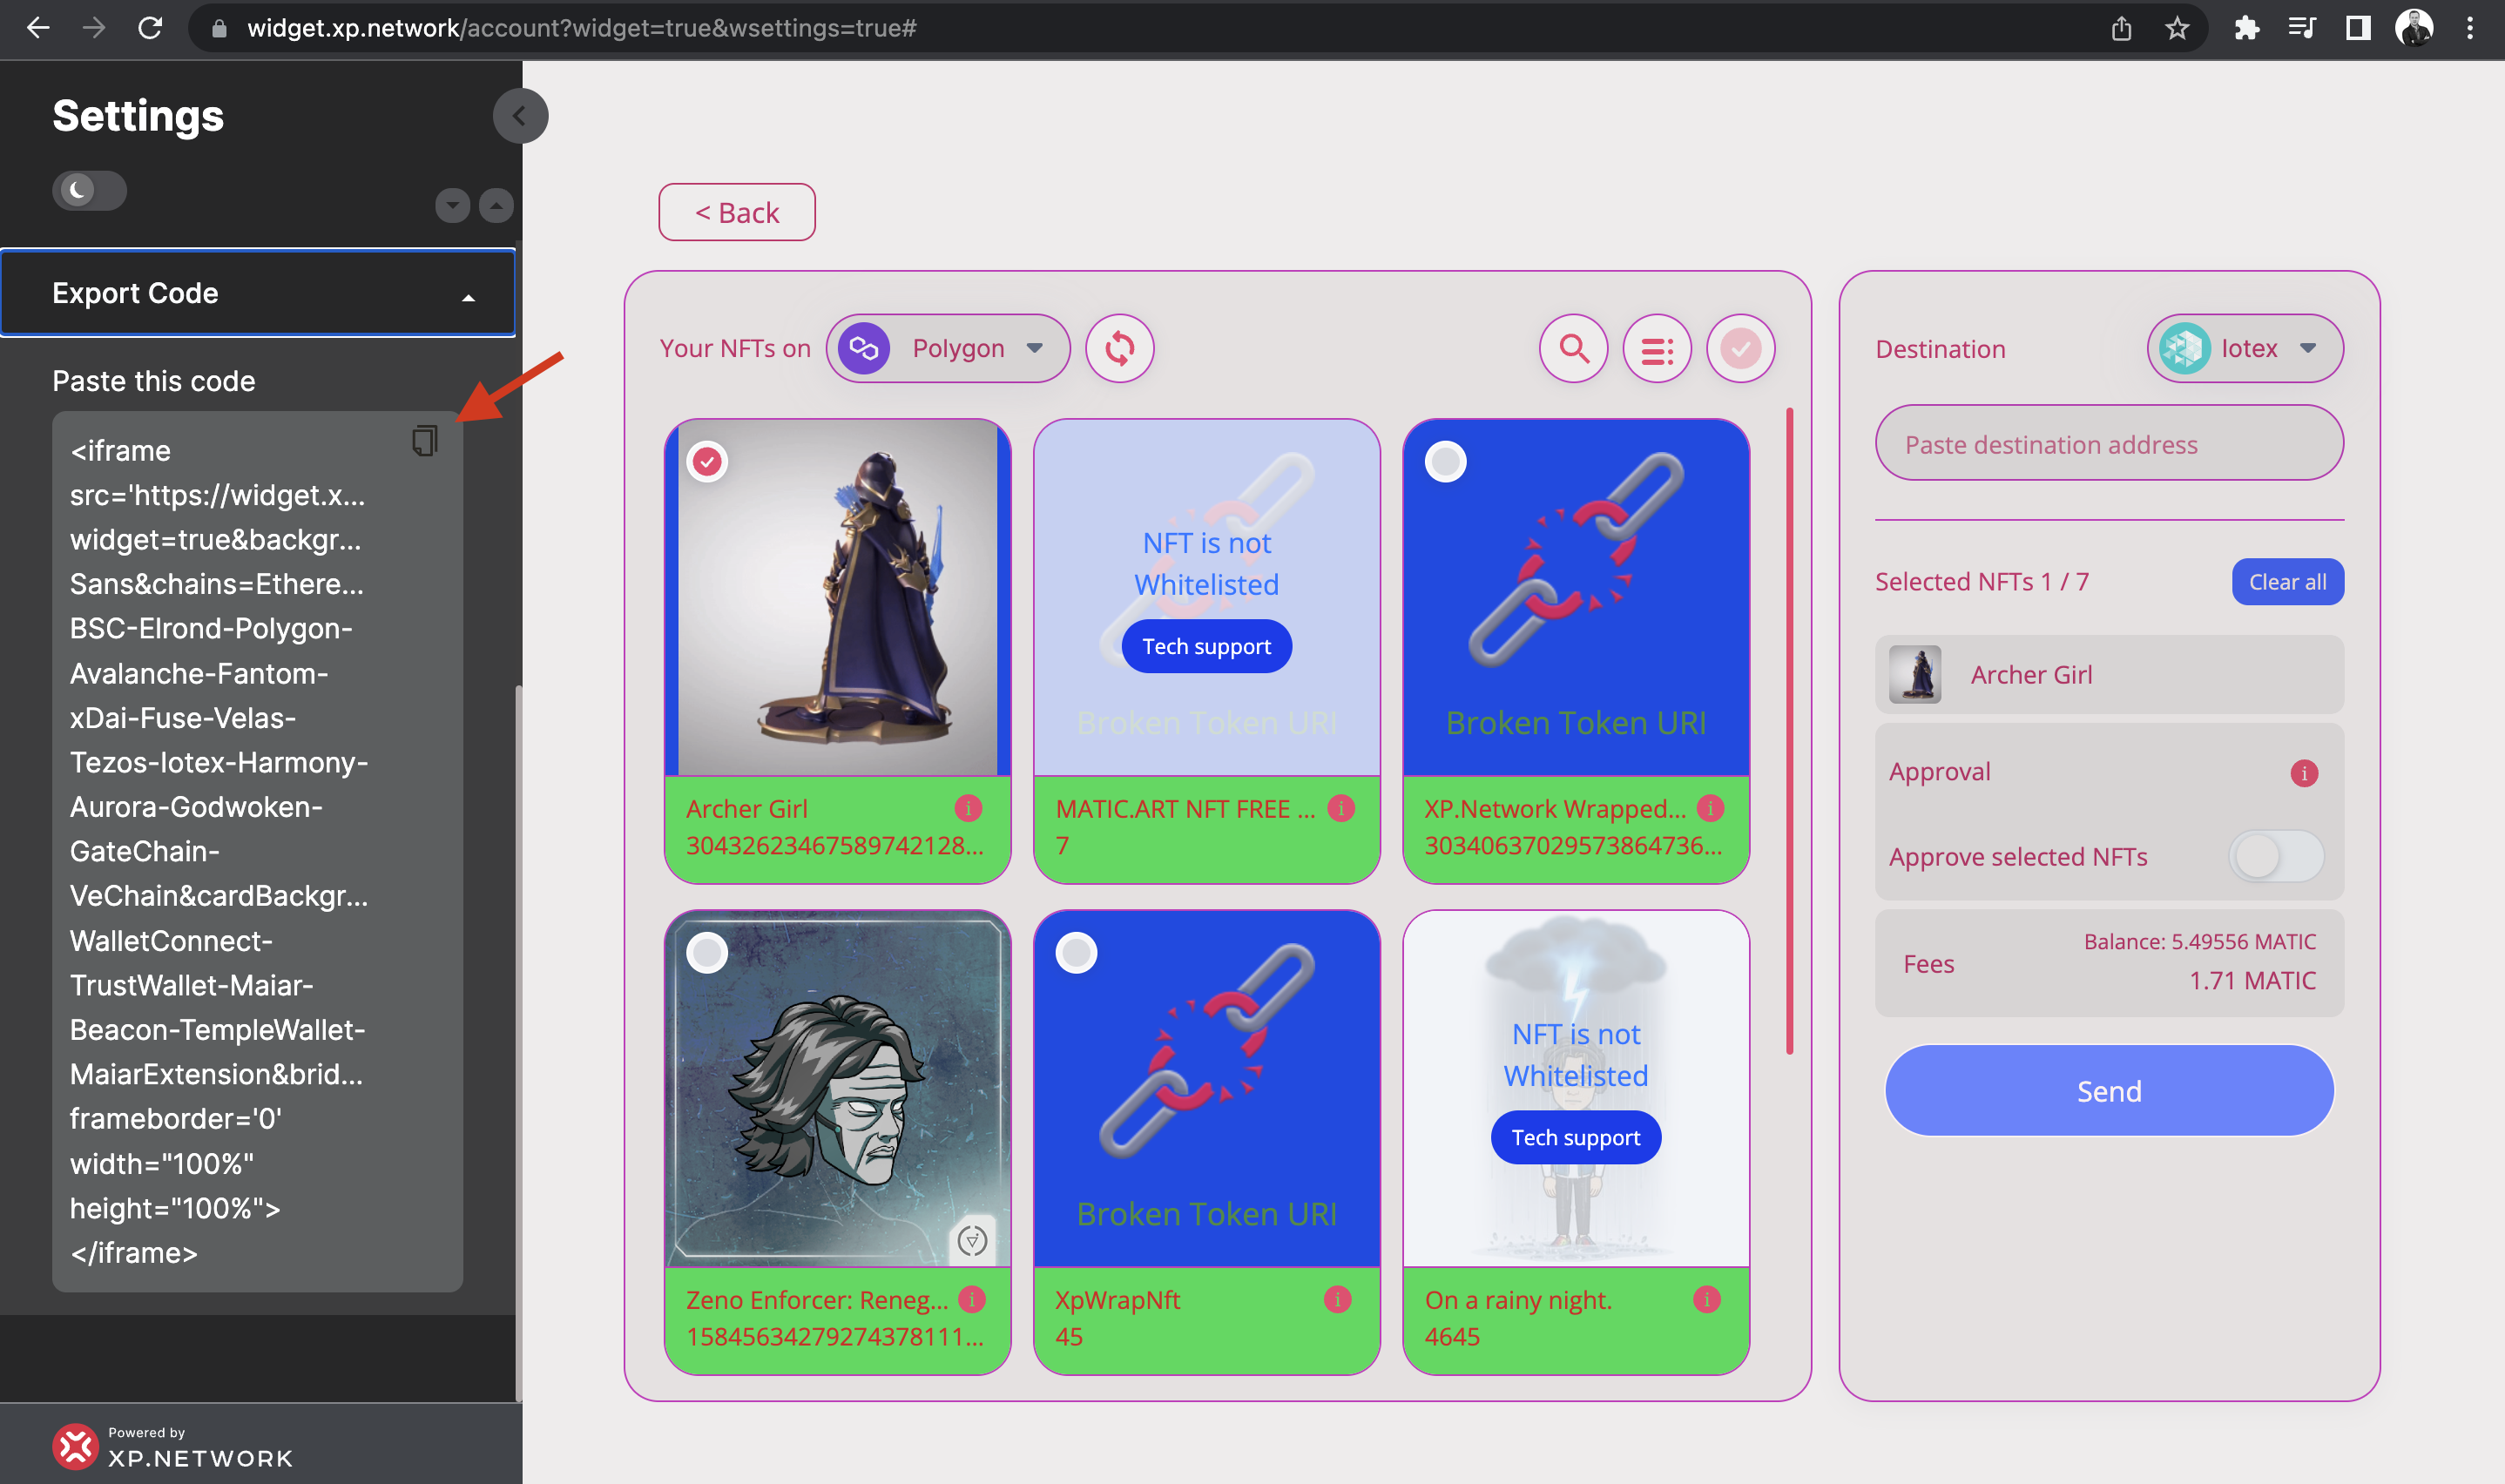 widget.xp.network/account?widget=true&wsettings=true#
Settings
Export Code
Paste this code
<iframe
src='https://widget.x...
widget=true&backgr...
Sans&chains=Ethere...
BSC-Elrond-Polygon-
Avalanche-Fantom-
xDai-Fuse-Velas-
Tezos-Iotex-Harmony-
Aurora-Godwoken-
GateChain-
VeChain&cardBackgr...
WalletConnect-
TrustWallet-Maiar-
Beacon-TempleWallet-
MaiarExtension&brid...
frameborder='0'
width="100%"
height="100%">
</iframe>
Powered by
XP.NETWORK
< Back
Your NFTs on
Polygon
NFT is not
Whitelisted
Tech support
Broken Token URI
Broken Token URI
Archer Girl
30432623467589742128...
MATIC.ART NFT FREE ...
7
XP.Network Wrapped...
30340637029573864736...
NFT is not
Whitelisted
Tech support
Broken Token URI
Zeno Enforcer: Reneg...
15845634279274378111...
XpWrapNft
45
On a rainy night.
4645
Destination
Iotex
Paste destination address
Selected NFTs 1 / 7
Clear all
Archer Girl
Approval
Approve selected NFTs
Fees
Balance: 5.49556 MATIC
1.71 MATIC
Send